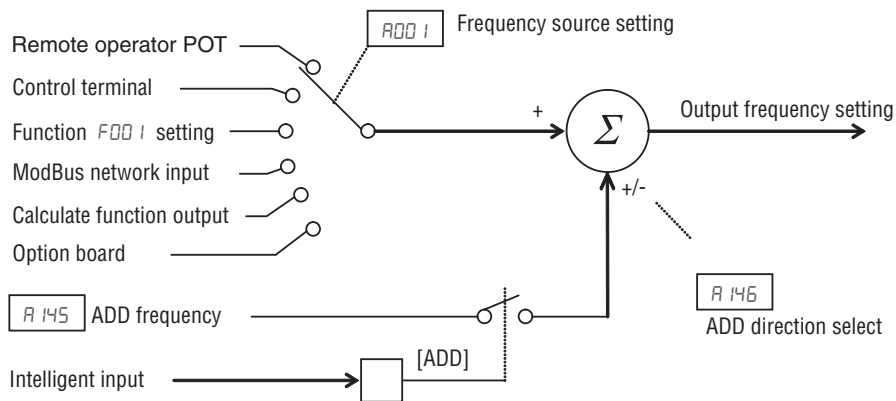 A001 Frequency source setting
Remote operator POT
Control terminal
Function F001 setting
ModBus network input
Calculate function output
Option board
+
Σ
Output frequency setting
+/-
A145 ADD frequency
A146
ADD direction select
[ADD]
Intelligent input